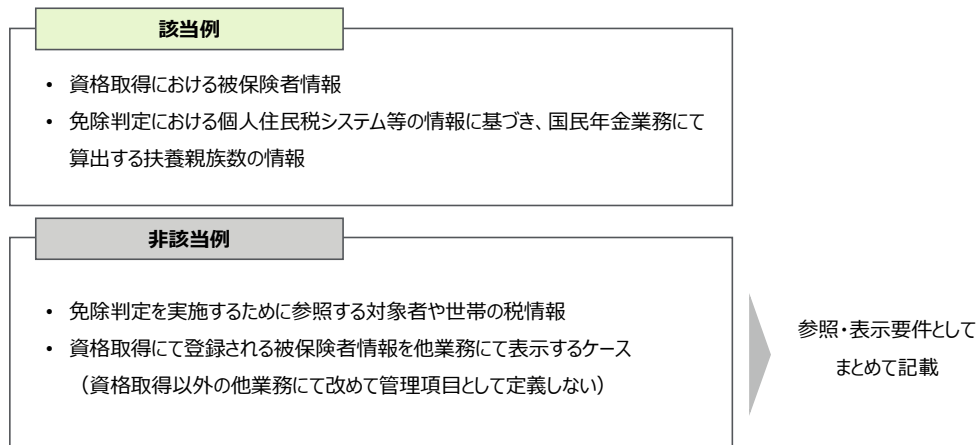 該当例
• 資格取得における被保険者情報
• 免除判定における個人住民税システム等の情報に基づき、国民年金業務にて
算出する扶養親族数の情報
非該当例
• 免除判定を実施するために参照する対象者や世帯の税情報
• 資格取得にて登録される被保険者情報を他業務にて表示するケース
（資格取得以外の他業務にて改めて管理項目として定義しない）
参照・表示要件として
まとめて記載